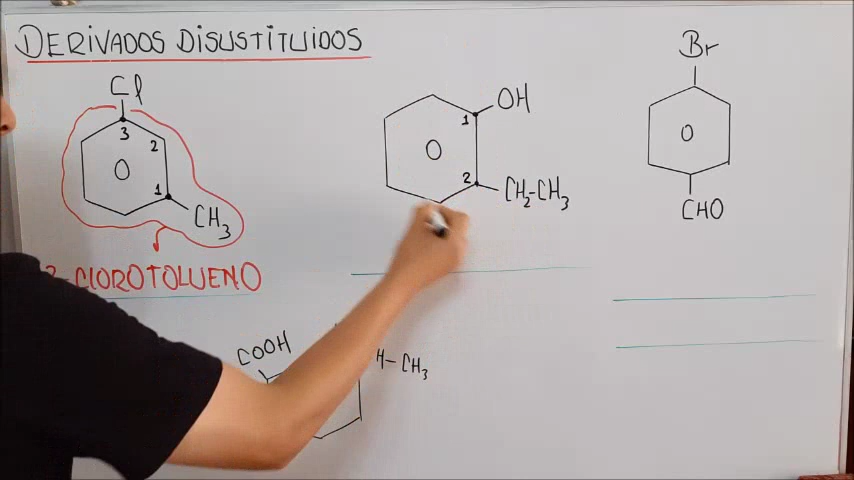 DERIVADOS DISUSTITUIDOS
Cl
3
2
1
CH3
-CLOROTOLUENO
OH
1
2
CH2-CH3
Br
CHO
COOH
H-CH3